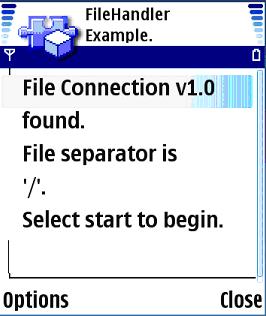 FileHandler
Example.
File Connection v1.0
found.
File separator is
'/'.
Select start to begin.
Options Close